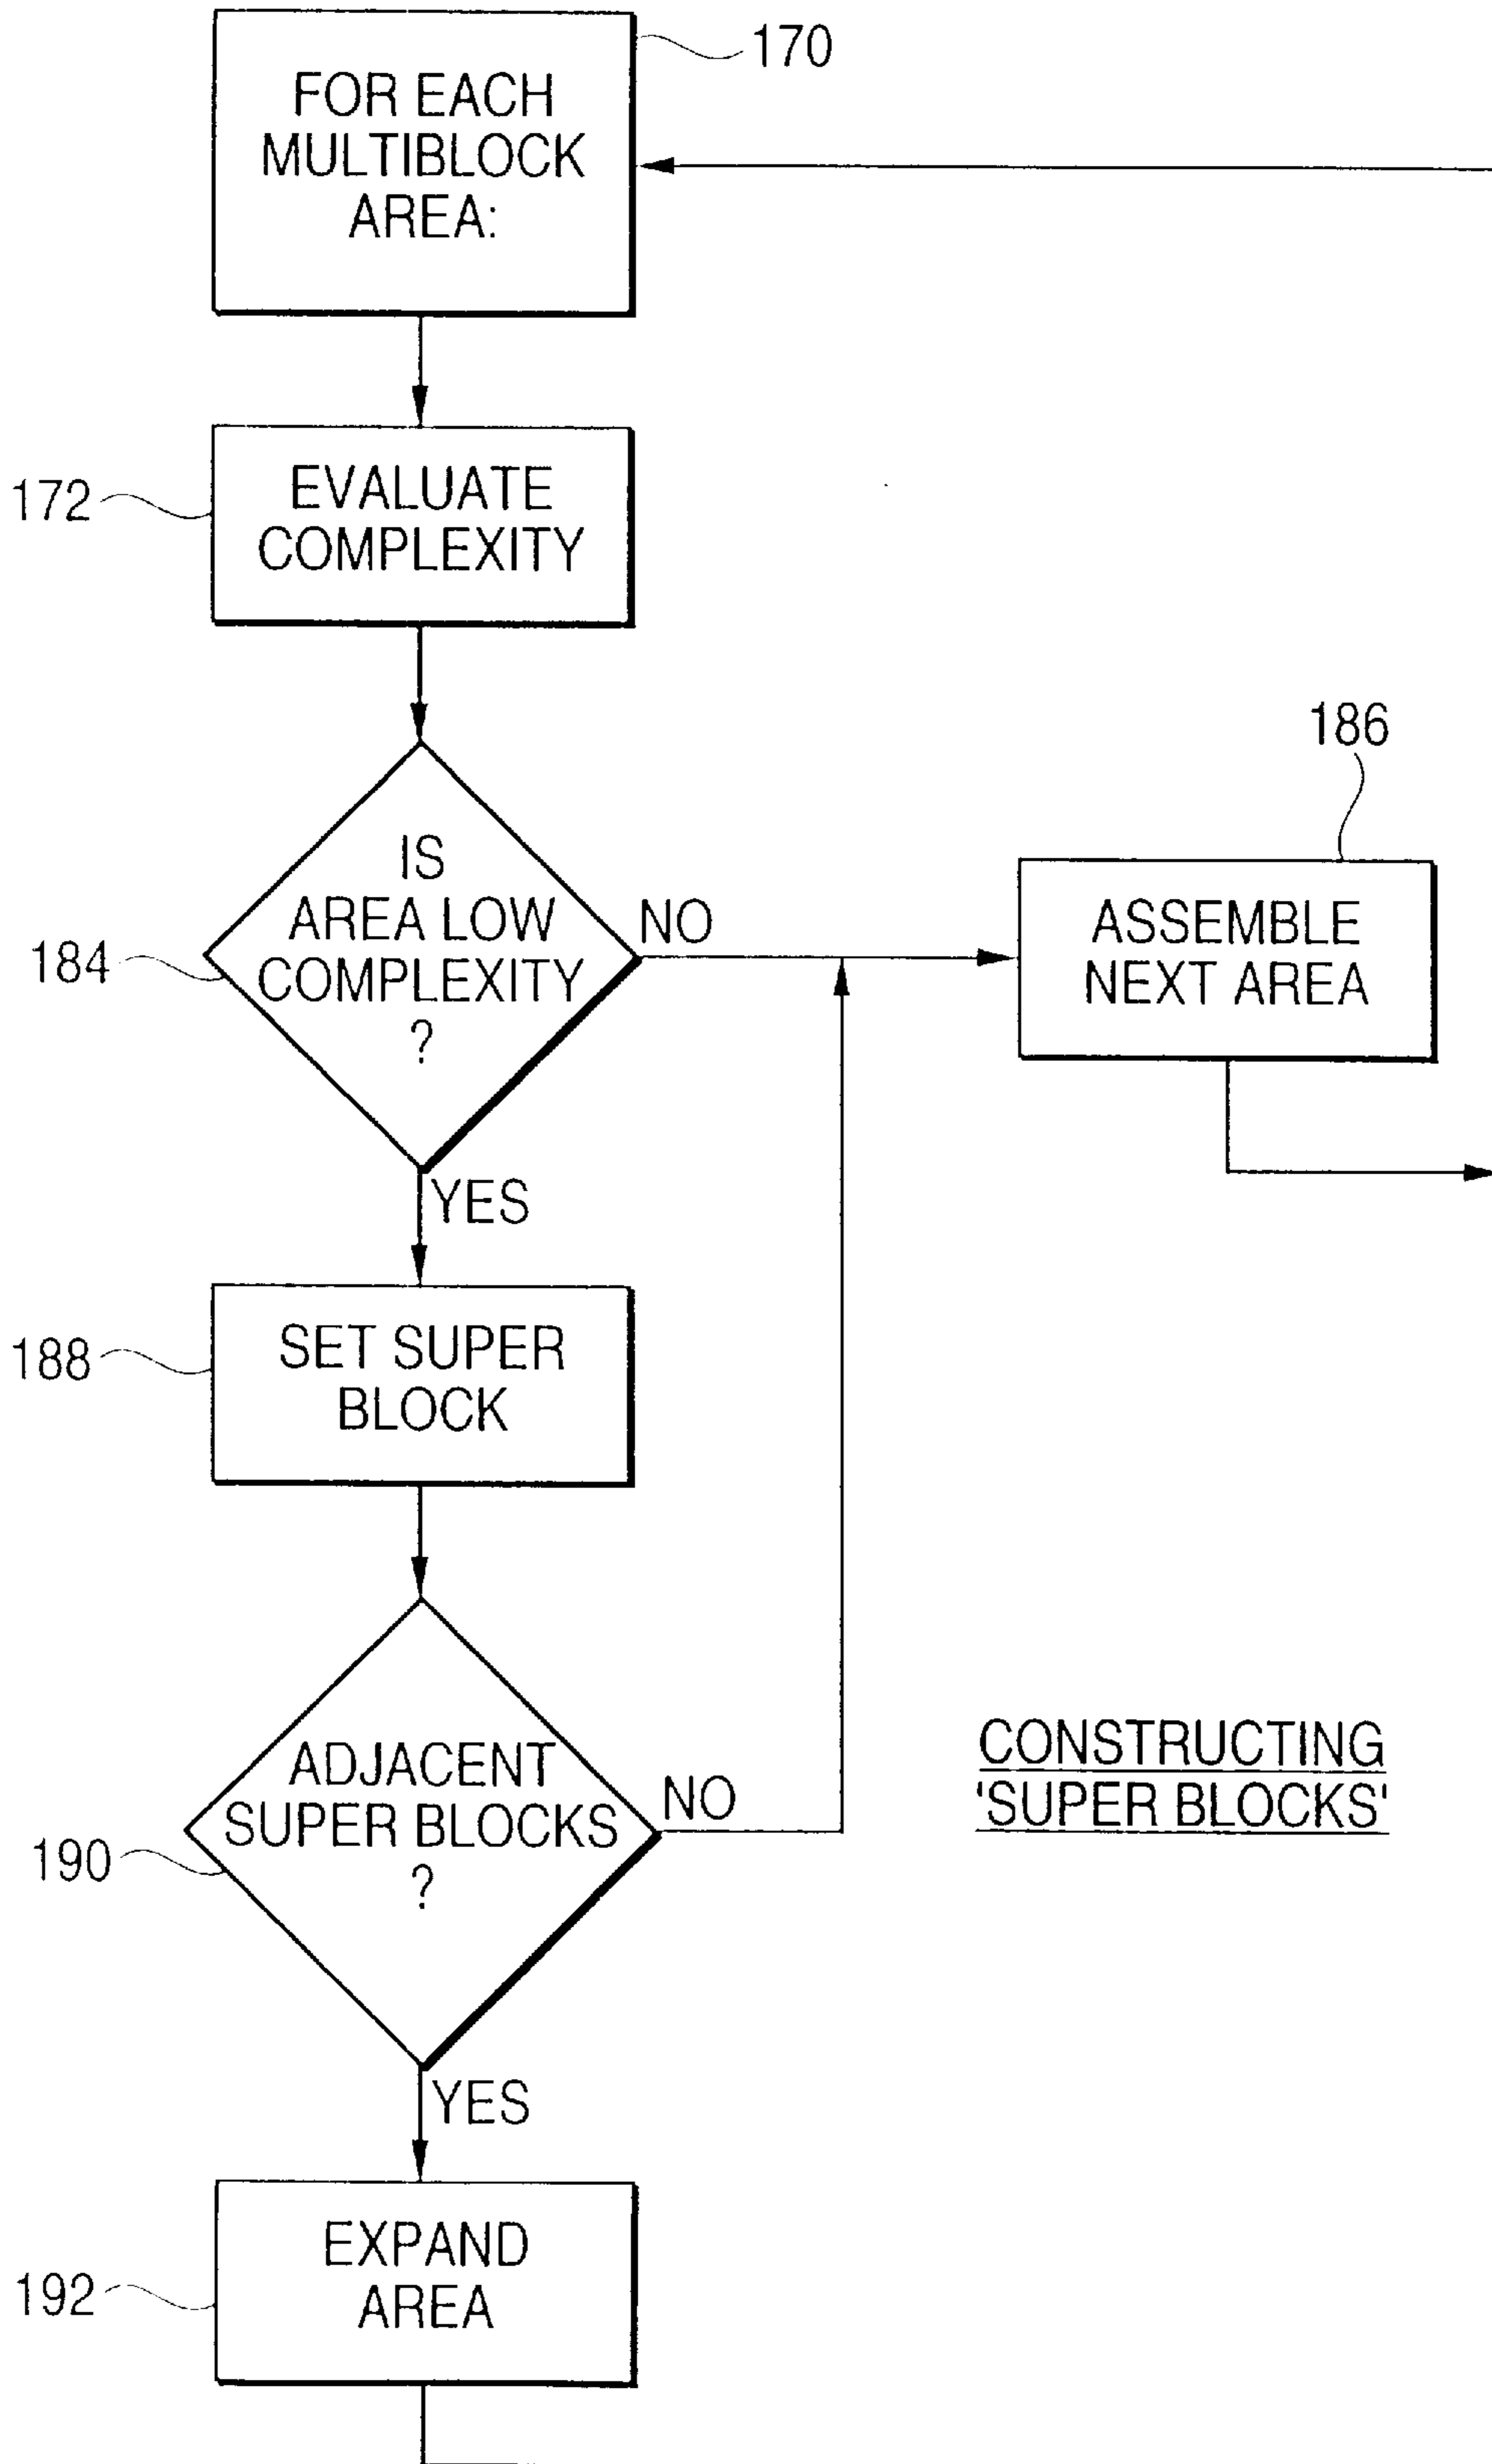 170
FOR EACH
MULTIBLOCK
AREA:
172
EVALUATE
COMPLEXITY
186
184
IS
AREA LOW
COMPLEXITY
?
NO
ASSEMBLE
NEXT AREA
YES
188
SET SUPER
BLOCK
190
ADJACENT
SUPER BLOCKS
?
NO
CONSTRUCTING
'SUPER BLOCKS'
YES
192
EXPAND
AREA